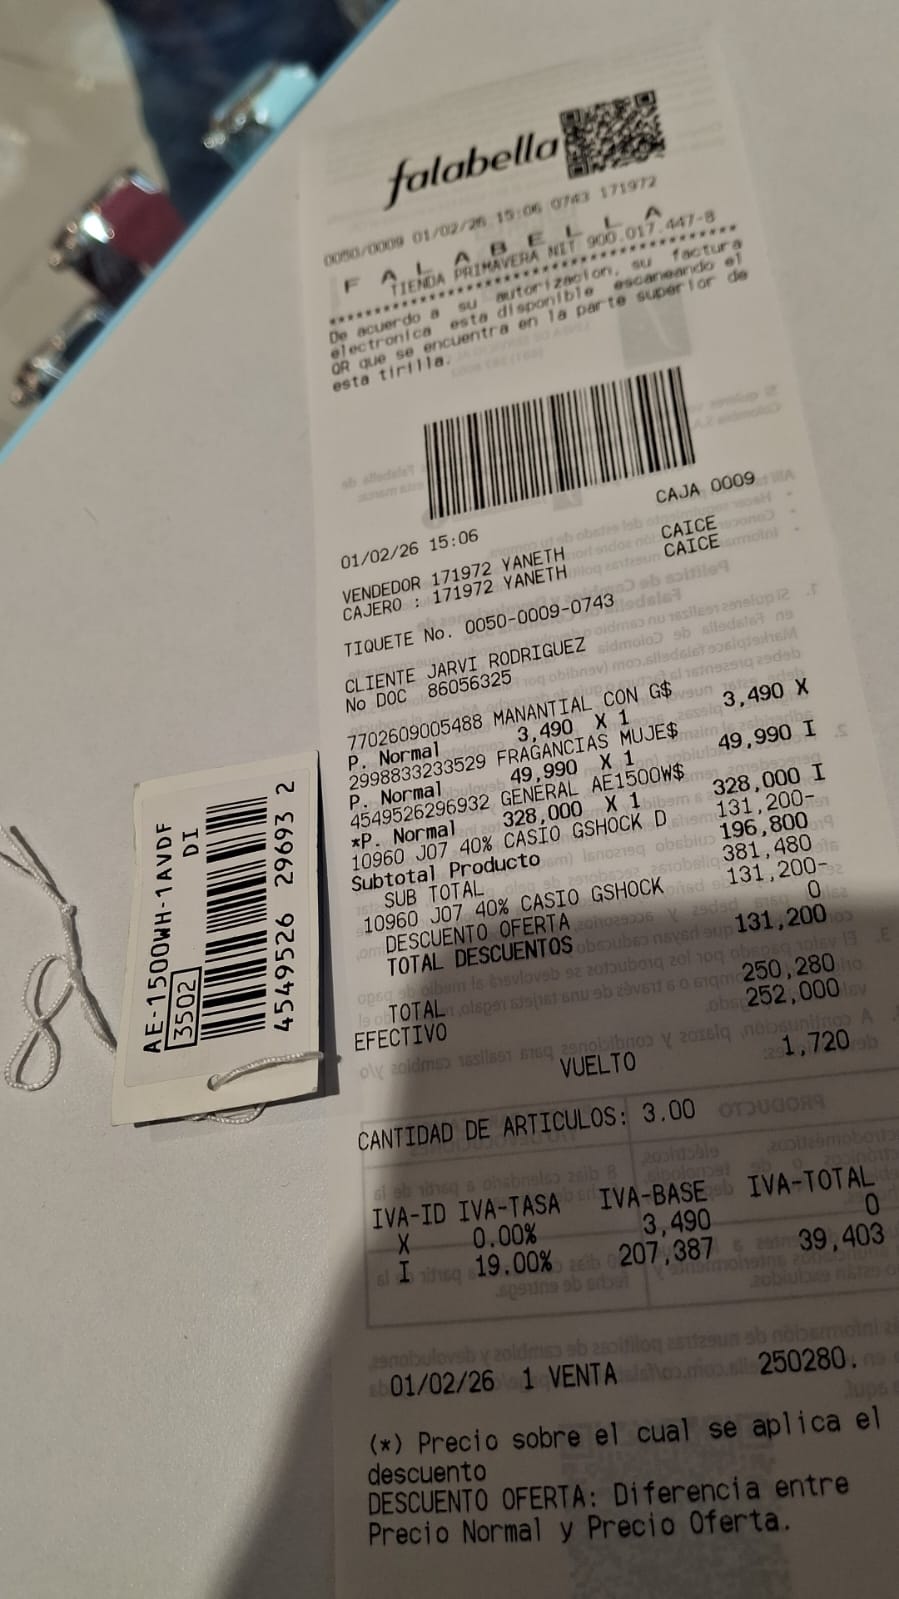 falabella
0050/0009 01/02/26 15:06 0743 171972
F A L A B E L L A
TIENDA PRIMAVERA NIT 900.017.447-8
****************************************
De acuerdo a su autorizacion, su factura
electronica esta disponible escaneando el
QR que se encuentra en la parte superior de
esta tirilla.
CAJA 0009
01/02/26 15:06
VENDEDOR 171972 YANETH CAICE
CAJERO : 171972 YANETH CAICE
TIQUETE No. 0050-0009-0743
CLIENTE JARVI RODRIGUEZ
No DOC 86056325
7702609005488 MANANTIAL CON G$ 3,490 X
P. Normal 3,490 X 1
2998833233529 FRAGANCIAS MUJE$ 49,990 I
P. Normal 49,990 X 1
4549526296932 GENERAL AE1500W$ 328,000 I
*P. Normal 328,000 X 1
10960 J07 40% CASIO GSHOCK D 131,200-
Subtotal Producto 196,800
SUB TOTAL 381,480
10960 J07 40% CASIO GSHOCK 131,200-
DESCUENTO OFERTA 0
TOTAL DESCUENTOS 131,200
TOTAL 250,280
EFECTIVO 252,000
VUELTO 1,720
CANTIDAD DE ARTICULOS: 3.00
IVA-ID IVA-TASA IVA-BASE IVA-TOTAL
X 0.00% 3,490 0
I 19.00% 207,387 39,403
01/02/26 1 VENTA 250280.
(*) Precio sobre el cual se aplica el
descuento
DESCUENTO OFERTA: Diferencia entre
Precio Normal y Precio Oferta.
AE-1500WH-1AVDF
DI
3502
4549526 29693 2